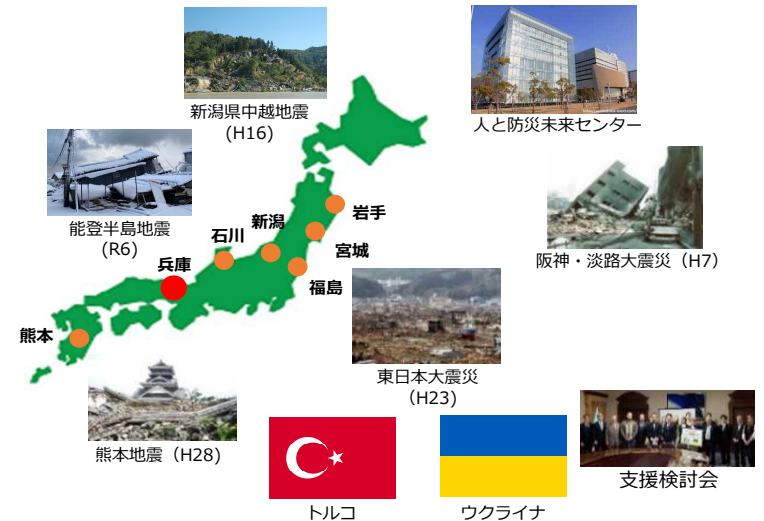 新潟県中越地震
(H16)
人と防災未来センター
能登半島地震
(R6)
阪神・淡路大震災（H7）
岩手
新潟
石川
宮城
兵庫
福島
熊本
東日本大震災
（H23)
熊本地震（H28)
支援検討会
トルコ
ウクライナ